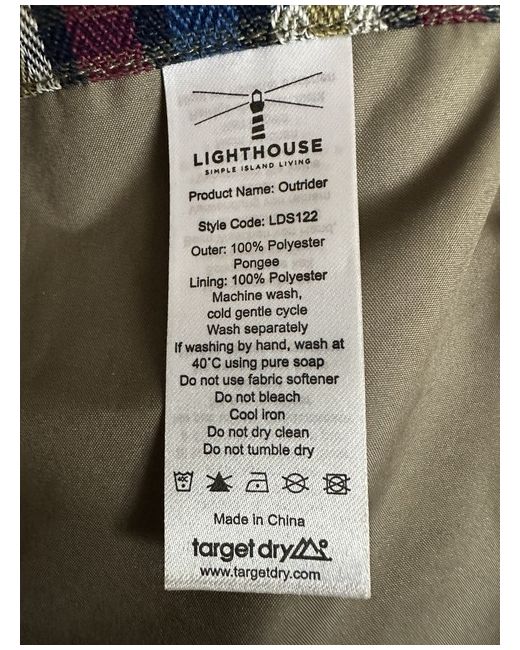 LIGHTHOUSE
SIMPLE ISLAND LIVING
Product Name: Outrider
Style Code: LDS122
Outer: 100% Polyester
Pongee
Lining: 100% Polyester
Machine wash,
cold gentle cycle
Wash separately
If washing by hand, wash at
40°C using pure soap
Do not use fabric softener
Do not bleach
Cool iron
Do not dry clean
Do not tumble dry
Made in China
target dry
www.targetdry.com